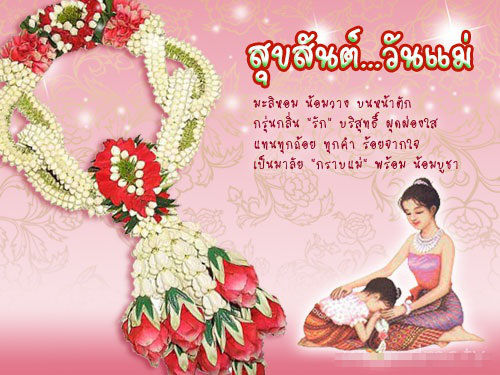 สุขสันต์...วันแม่
มะลิหอม น้อมวาง บนหน้าตัก
กรุ่นกลิ่น "รัก" บริสุทธิ์ ผุดผ่องใส
แทนทุกถ้อย ทุกคำ ร้อยจากใจ
เป็นมาลัย "กราบแม่" พร้อม น้อมบูชา